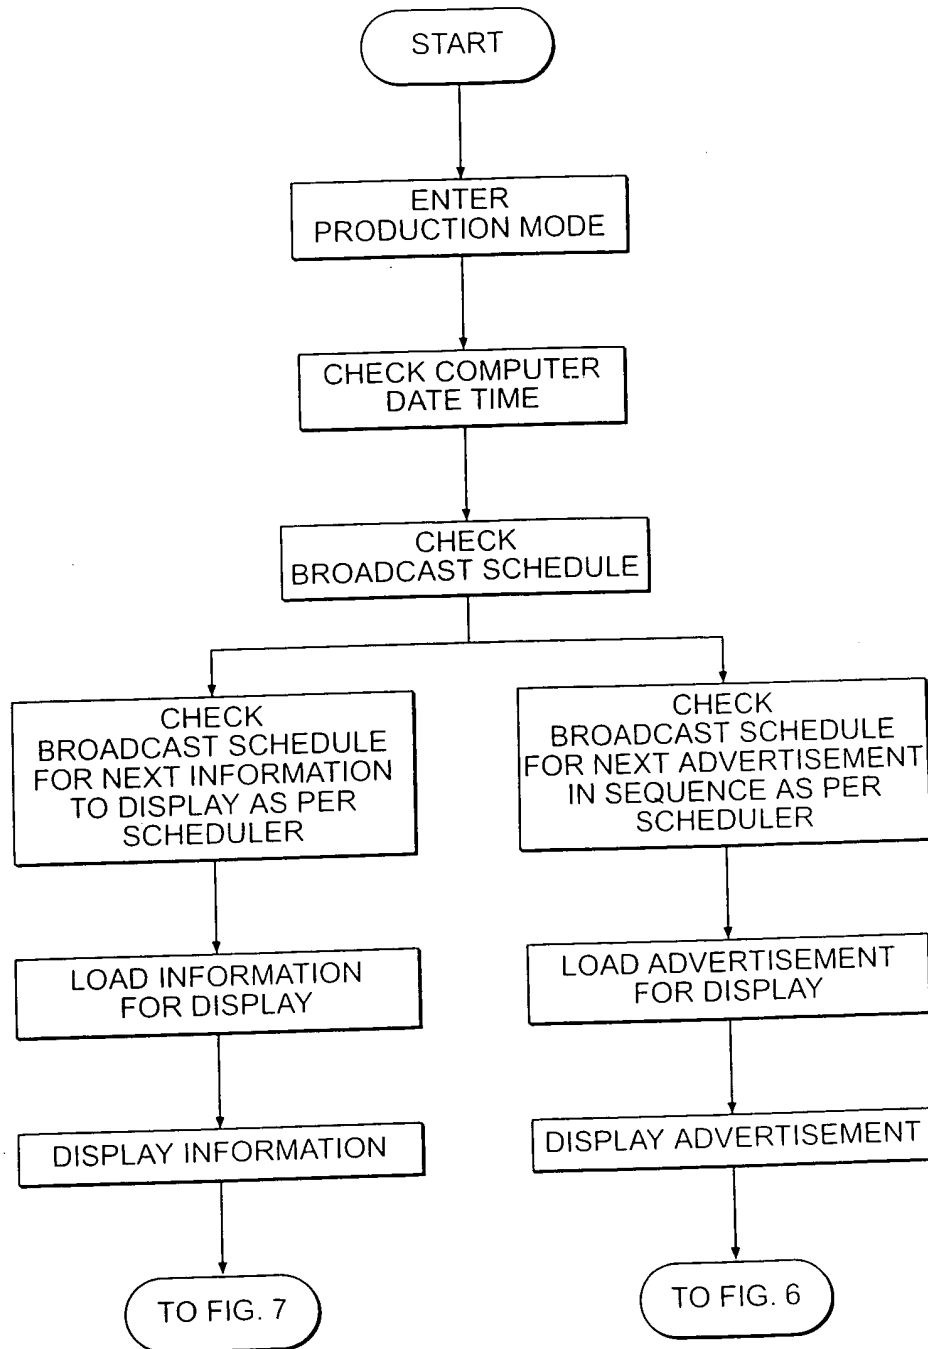 START
ENTER
PRODUCTION MODE
CHECK COMPUTER
DATE TIME
CHECK
BROADCAST SCHEDULE
CHECK
BROADCAST SCHEDULE
FOR NEXT INFORMATION
TO DISPLAY AS PER
SCHEDULER
LOAD INFORMATION
FOR DISPLAY
DISPLAY INFORMATION
TO FIG. 7
CHECK
BROADCAST SCHEDULE
FOR NEXT ADVERTISEMENT
IN SEQUENCE AS PER
SCHEDULER
LOAD ADVERTISEMENT
FOR DISPLAY
DISPLAY ADVERTISEMENT
TO FIG. 6